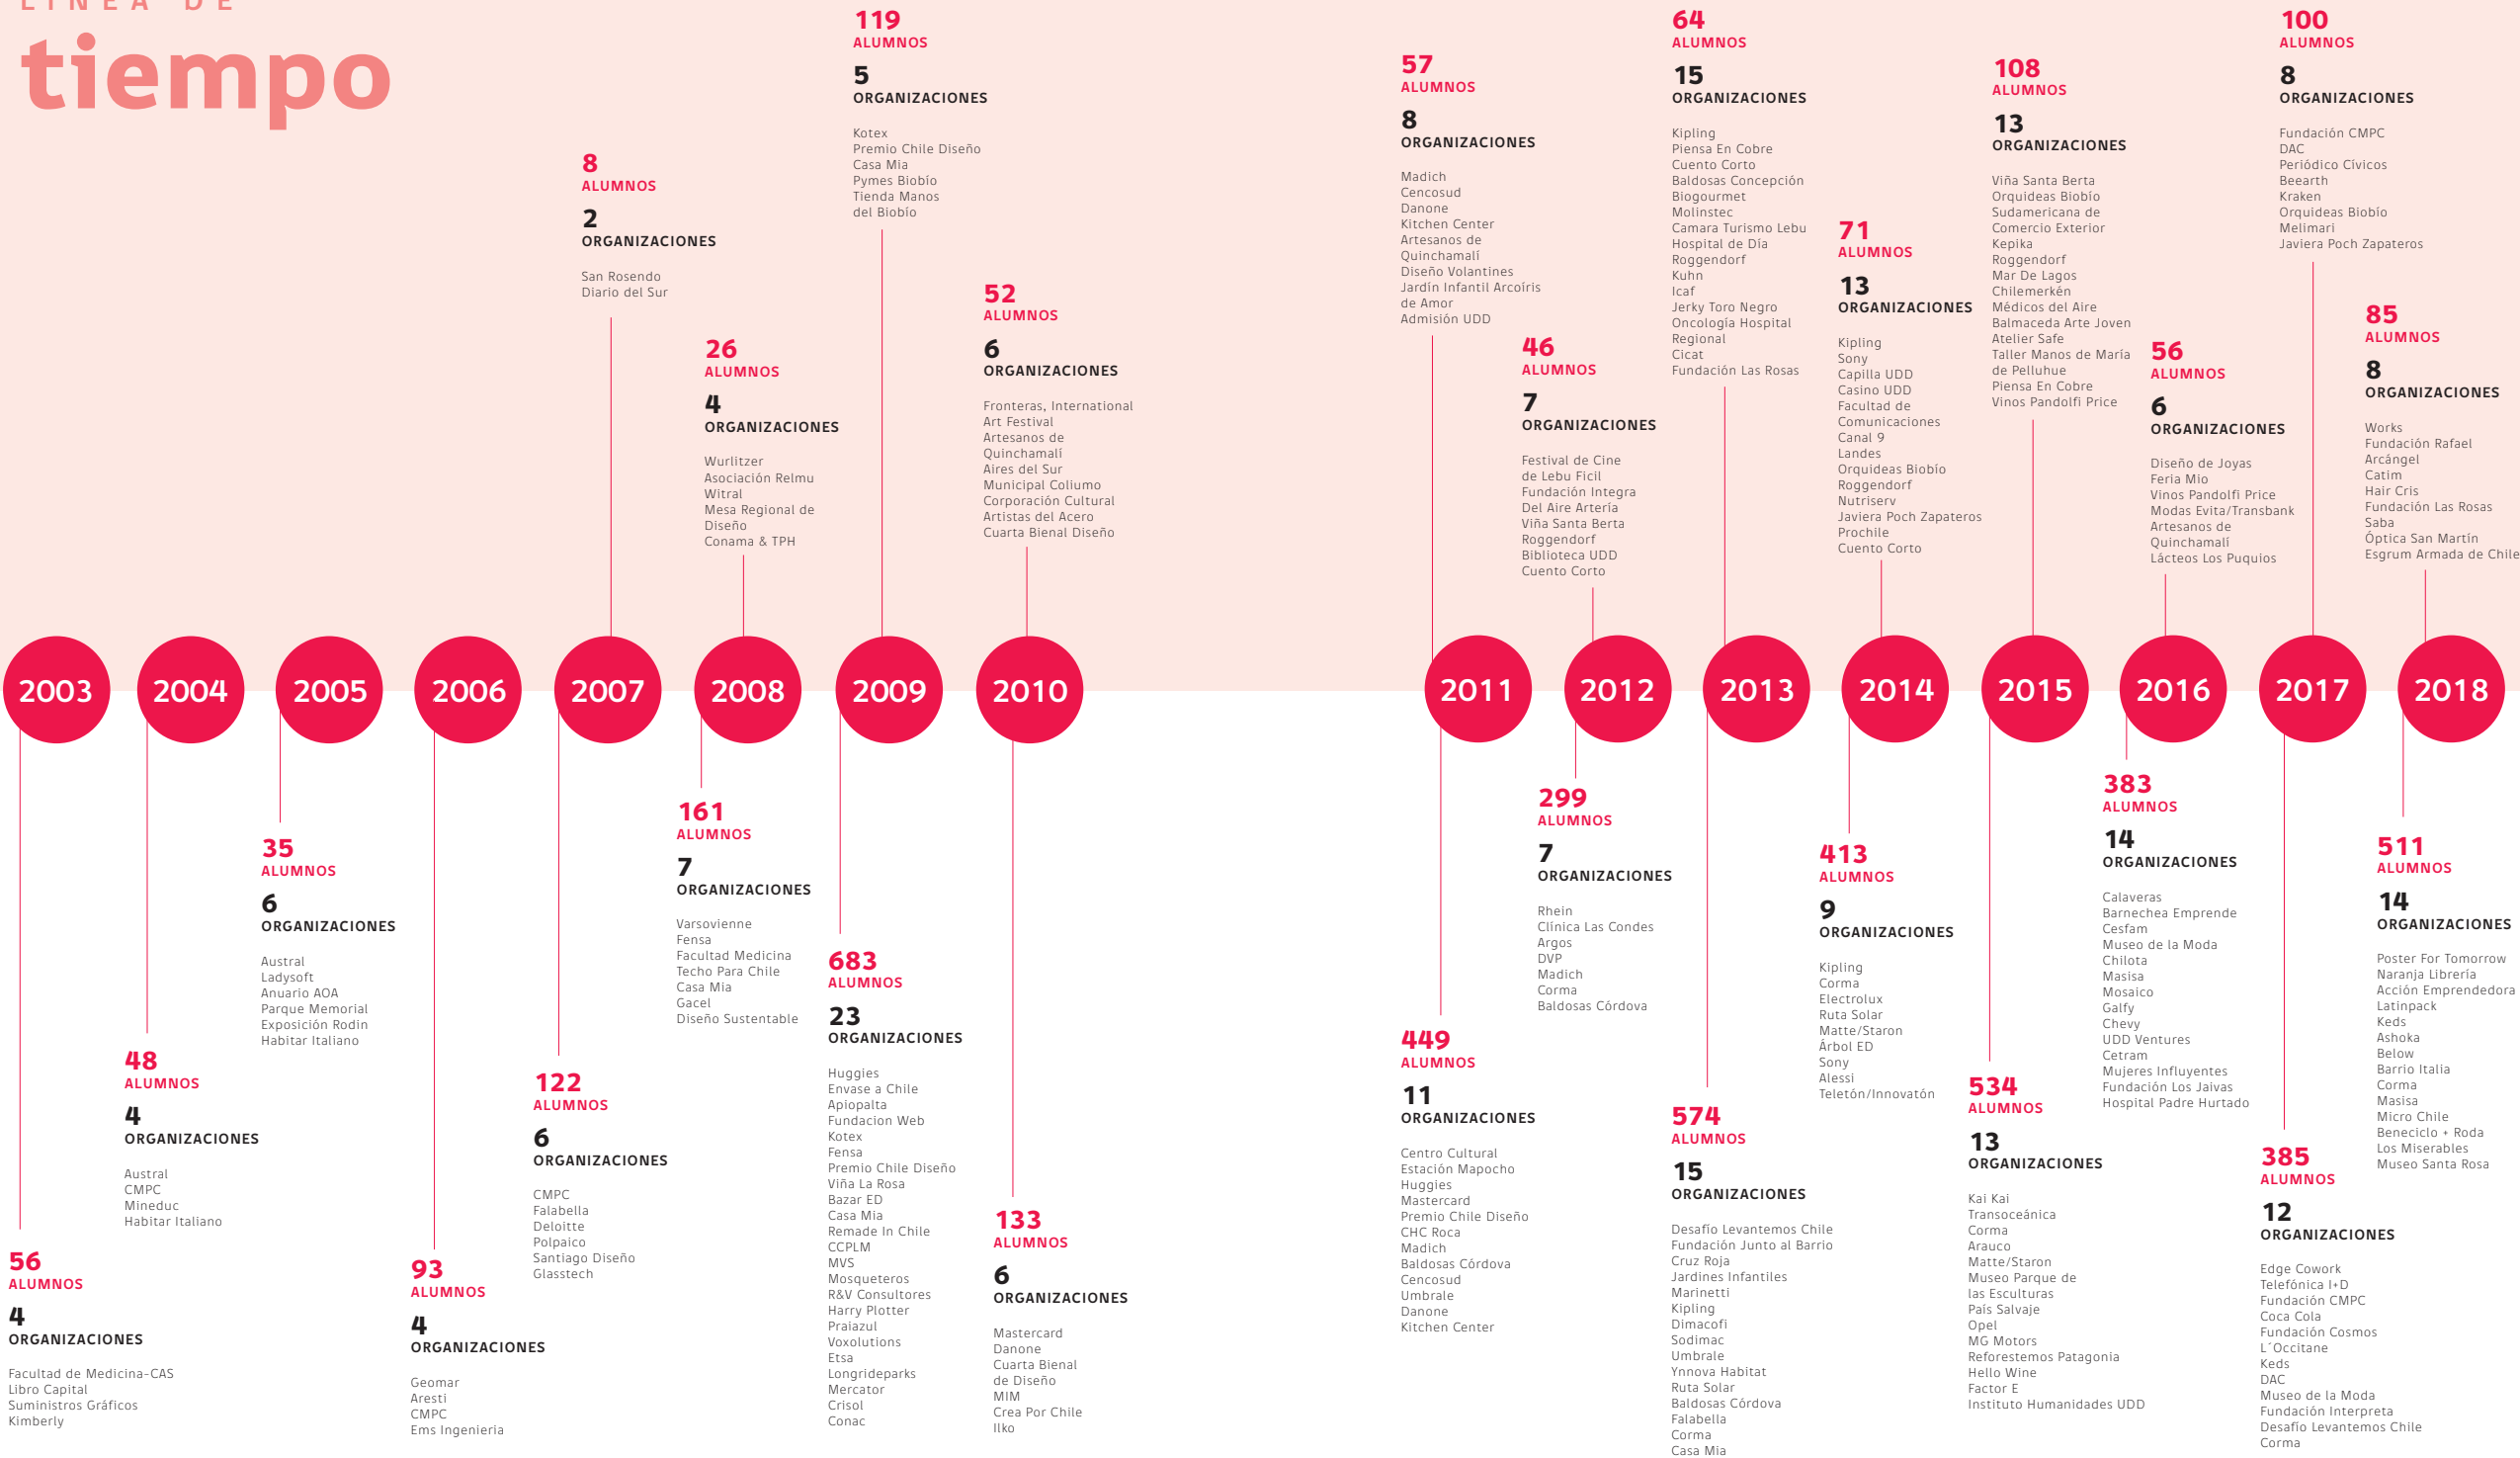 LÍNEA DE
tiempo
8
ALUMNOS
2
ORGANIZACIONES
San Rosendo
Diario del Sur
26
ALUMNOS
4
ORGANIZACIONES
Wurlitzer
Asociación Relmu
Witral
Mesa Regional de
Diseño
Conama & TPH
119
ALUMNOS
5
ORGANIZACIONES
Kotex
Premio Chile Diseño
Casa Mia
Pymes Biobío
Tienda Manos
del Biobío
52
ALUMNOS
6
ORGANIZACIONES
Fronteras, International
Art Festival
Artesanos de
Quinchamalí
Aires del Sur
Municipal Coliumo
Corporación Cultural
Artistas del Acero
Cuarta Bienal Diseño
57
ALUMNOS
8
ORGANIZACIONES
Madich
Cencosud
Danone
Kitchen Center
Artesanos de
Quinchamalí
Diseño Volantines
Jardín Infantil Arcoíris
de Amor
Admisión UDD
46
ALUMNOS
7
ORGANIZACIONES
Festival de Cine
de Lebu Ficil
Fundación Integra
Del Aire Artería
Viña Santa Berta
Roggendorf
Biblioteca UDD
Cuento Corto
64
ALUMNOS
15
ORGANIZACIONES
Kipling
Piensa En Cobre
Cuento Corto
Baldosas Concepción
Biogourmet
Molinstec
Camara Turismo Lebu
Hospital de Día
Roggendorf
Kuhn
Icaf
Jerky Toro Negro
Oncología Hospital
Regional
Cicat
Fundación Las Rosas
71
ALUMNOS
13
ORGANIZACIONES
Kipling
Sony
Capilla UDD
Casino UDD
Facultad de
Comunicaciones
Canal 9
Landes
Orquideas Biobío
Roggendorf
Nutriserv
Javiera Poch Zapateros
Prochile
Cuento Corto
108
ALUMNOS
13
ORGANIZACIONES
Viña Santa Berta
Orquideas Biobío
Sudamericana de
Comercio Exterior
Kepika
Roggendorf
Mar De Lagos
Chilemerkén
Médicos del Aire
Balmaceda Arte Joven
Atelier Safe
Taller Manos de María
de Pelluhue
Piensa En Cobre
Vinos Pandolfi Price
56
ALUMNOS
6
ORGANIZACIONES
Diseño de Joyas
Feria Mio
Vinos Pandolfi Price
Modas Evita/Transbank
Artesanos de
Quinchamalí
Lácteos Los Puquios
100
ALUMNOS
8
ORGANIZACIONES
Fundación CMPC
DAC
Periódico Cívicos
Beearth
Kraken
Orquideas Biobío
Melimari
Javiera Poch Zapateros
85
ALUMNOS
8
ORGANIZACIONES
Works
Fundación Rafael
Arcángel
Catim
Hair Cris
Fundación Las Rosas
Saba
Óptica San Martín
Esgrum Armada de Chile
2003
2004
2005
2006
2007
2008
2009
2010
2011
2012
2013
2014
2015
2016
2017
2018
56
ALUMNOS
4
ORGANIZACIONES
Facultad de Medicina-CAS
Libro Capital
Suministros Gráficos
Kimberly
48
ALUMNOS
4
ORGANIZACIONES
Austral
CMPC
Mineduc
Habitar Italiano
35
ALUMNOS
6
ORGANIZACIONES
Austral
Ladysoft
Anuario AOA
Parque Memorial
Exposición Rodin
Habitar Italiano
93
ALUMNOS
4
ORGANIZACIONES
Geomar
Aresti
CMPC
Ems Ingenieria
122
ALUMNOS
6
ORGANIZACIONES
CMPC
Falabella
Deloitte
Polpaico
Santiago Diseño
Glasstech
161
ALUMNOS
7
ORGANIZACIONES
Varsovienne
Fensa
Facultad Medicina
Techo Para Chile
Casa Mia
Gacel
Diseño Sustentable
683
ALUMNOS
23
ORGANIZACIONES
Huggies
Envase a Chile
Apiopalta
Fundacion Web
Kotex
Fensa
Premio Chile Diseño
Viña La Rosa
Bazar ED
Casa Mia
Remade In Chile
CCPLM
MVS
Mosqueteros
R&V Consultores
Harry Plotter
Praiazul
Voxolutions
Etsa
Longrideparks
Mercator
Crisol
Conac
133
ALUMNOS
6
ORGANIZACIONES
Mastercard
Danone
Cuarta Bienal
de Diseño
MIM
Crea Por Chile
Ilko
449
ALUMNOS
11
ORGANIZACIONES
Centro Cultural
Estación Mapocho
Huggies
Mastercard
Premio Chile Diseño
CHC Roca
Madich
Baldosas Córdova
Cencosud
Umbrale
Danone
Kitchen Center
299
ALUMNOS
7
ORGANIZACIONES
Rhein
Clínica Las Condes
Argos
DVP
Madich
Corma
Baldosas Córdova
574
ALUMNOS
15
ORGANIZACIONES
Desafío Levantemos Chile
Fundación Junto al Barrio
Cruz Roja
Jardines Infantiles
Marinetti
Kipling
Dimacofi
Sodimac
Umbrale
Ynnova Habitat
Ruta Solar
Baldosas Córdova
Falabella
Corma
Casa Mia
413
ALUMNOS
9
ORGANIZACIONES
Kipling
Corma
Electrolux
Ruta Solar
Matte/Staron
Árbol ED
Sony
Alessi
Teletón/Innovatón
534
ALUMNOS
13
ORGANIZACIONES
Kai Kai
Transoceánica
Corma
Arauco
Matte/Staron
Museo Parque de
las Esculturas
País Salvaje
Opel
MG Motors
Reforestemos Patagonia
Hello Wine
Factor E
Instituto Humanidades UDD
383
ALUMNOS
14
ORGANIZACIONES
Calaveras
Barnechea Emprende
Cesfam
Museo de la Moda
Chilota
Masisa
Mosaico
Galfy
Chevy
UDD Ventures
Cetram
Mujeres Influyentes
Fundación Los Jaivas
Hospital Padre Hurtado
385
ALUMNOS
12
ORGANIZACIONES
Edge Cowork
Telefónica I+D
Fundación CMPC
Coca Cola
Fundación Cosmos
L´Occitane
Keds
DAC
Museo de la Moda
Fundación Interpreta
Desafío Levantemos Chile
Corma
511
ALUMNOS
14
ORGANIZACIONES
Poster For Tomorrow
Naranja Librería
Acción Emprendedora
Latinpack
Keds
Ashoka
Below
Barrio Italia
Corma
Masisa
Micro Chile
Beneciclo + Roda
Los Miserables
Museo Santa Rosa